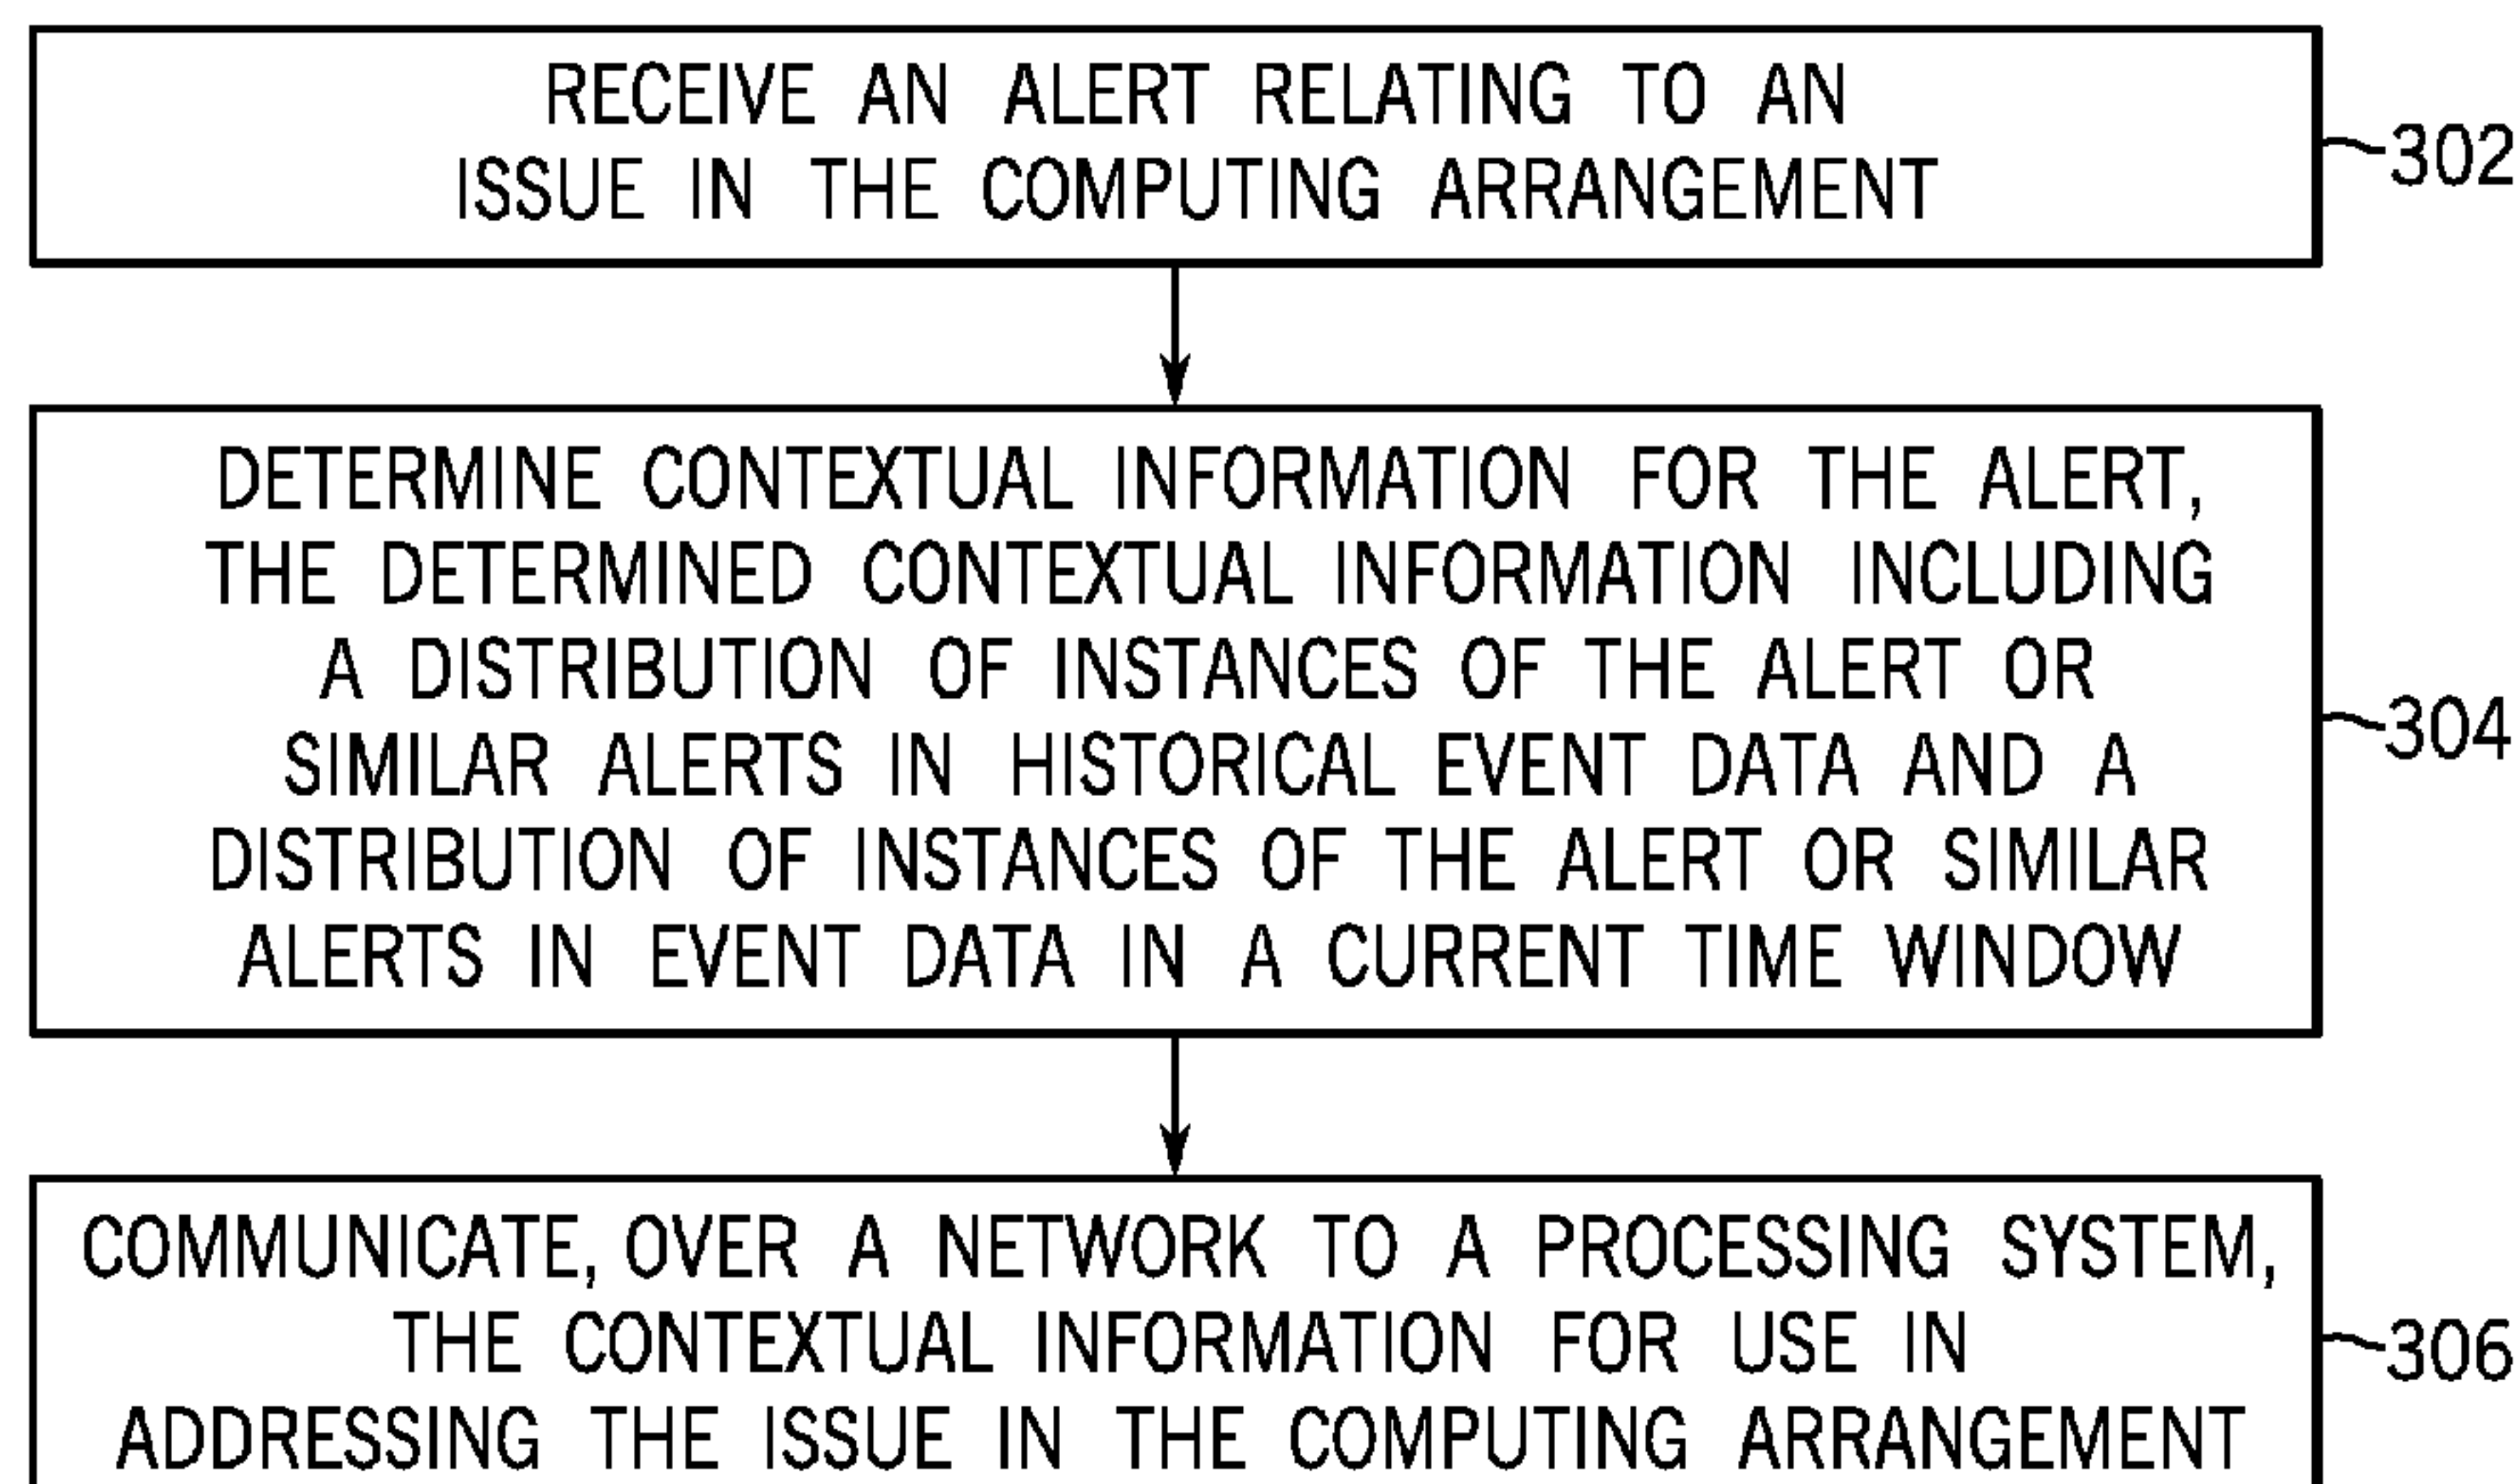 RECEIVE AN ALERT RELATING TO AN
ISSUE IN THE COMPUTING ARRANGEMENT
302
DETERMINE CONTEXTUAL INFORMATION FOR THE ALERT,
THE DETERMINED CONTEXTUAL INFORMATION INCLUDING
A DISTRIBUTION OF INSTANCES OF THE ALERT OR
SIMILAR ALERTS IN HISTORICAL EVENT DATA AND A
DISTRIBUTION OF INSTANCES OF THE ALERT OR SIMILAR
ALERTS IN EVENT DATA IN A CURRENT TIME WINDOW
304
COMMUNICATE, OVER A NETWORK TO A PROCESSING SYSTEM,
THE CONTEXTUAL INFORMATION FOR USE IN
ADDRESSING THE ISSUE IN THE COMPUTING ARRANGEMENT
306